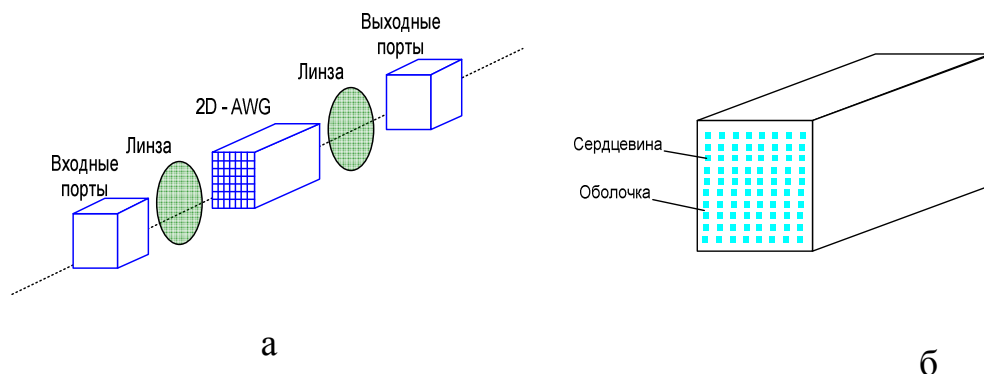 Выходные
порты
Линза
2D - AWG
Линза
Входные
порты
Сердцевина
Оболочка
а
б